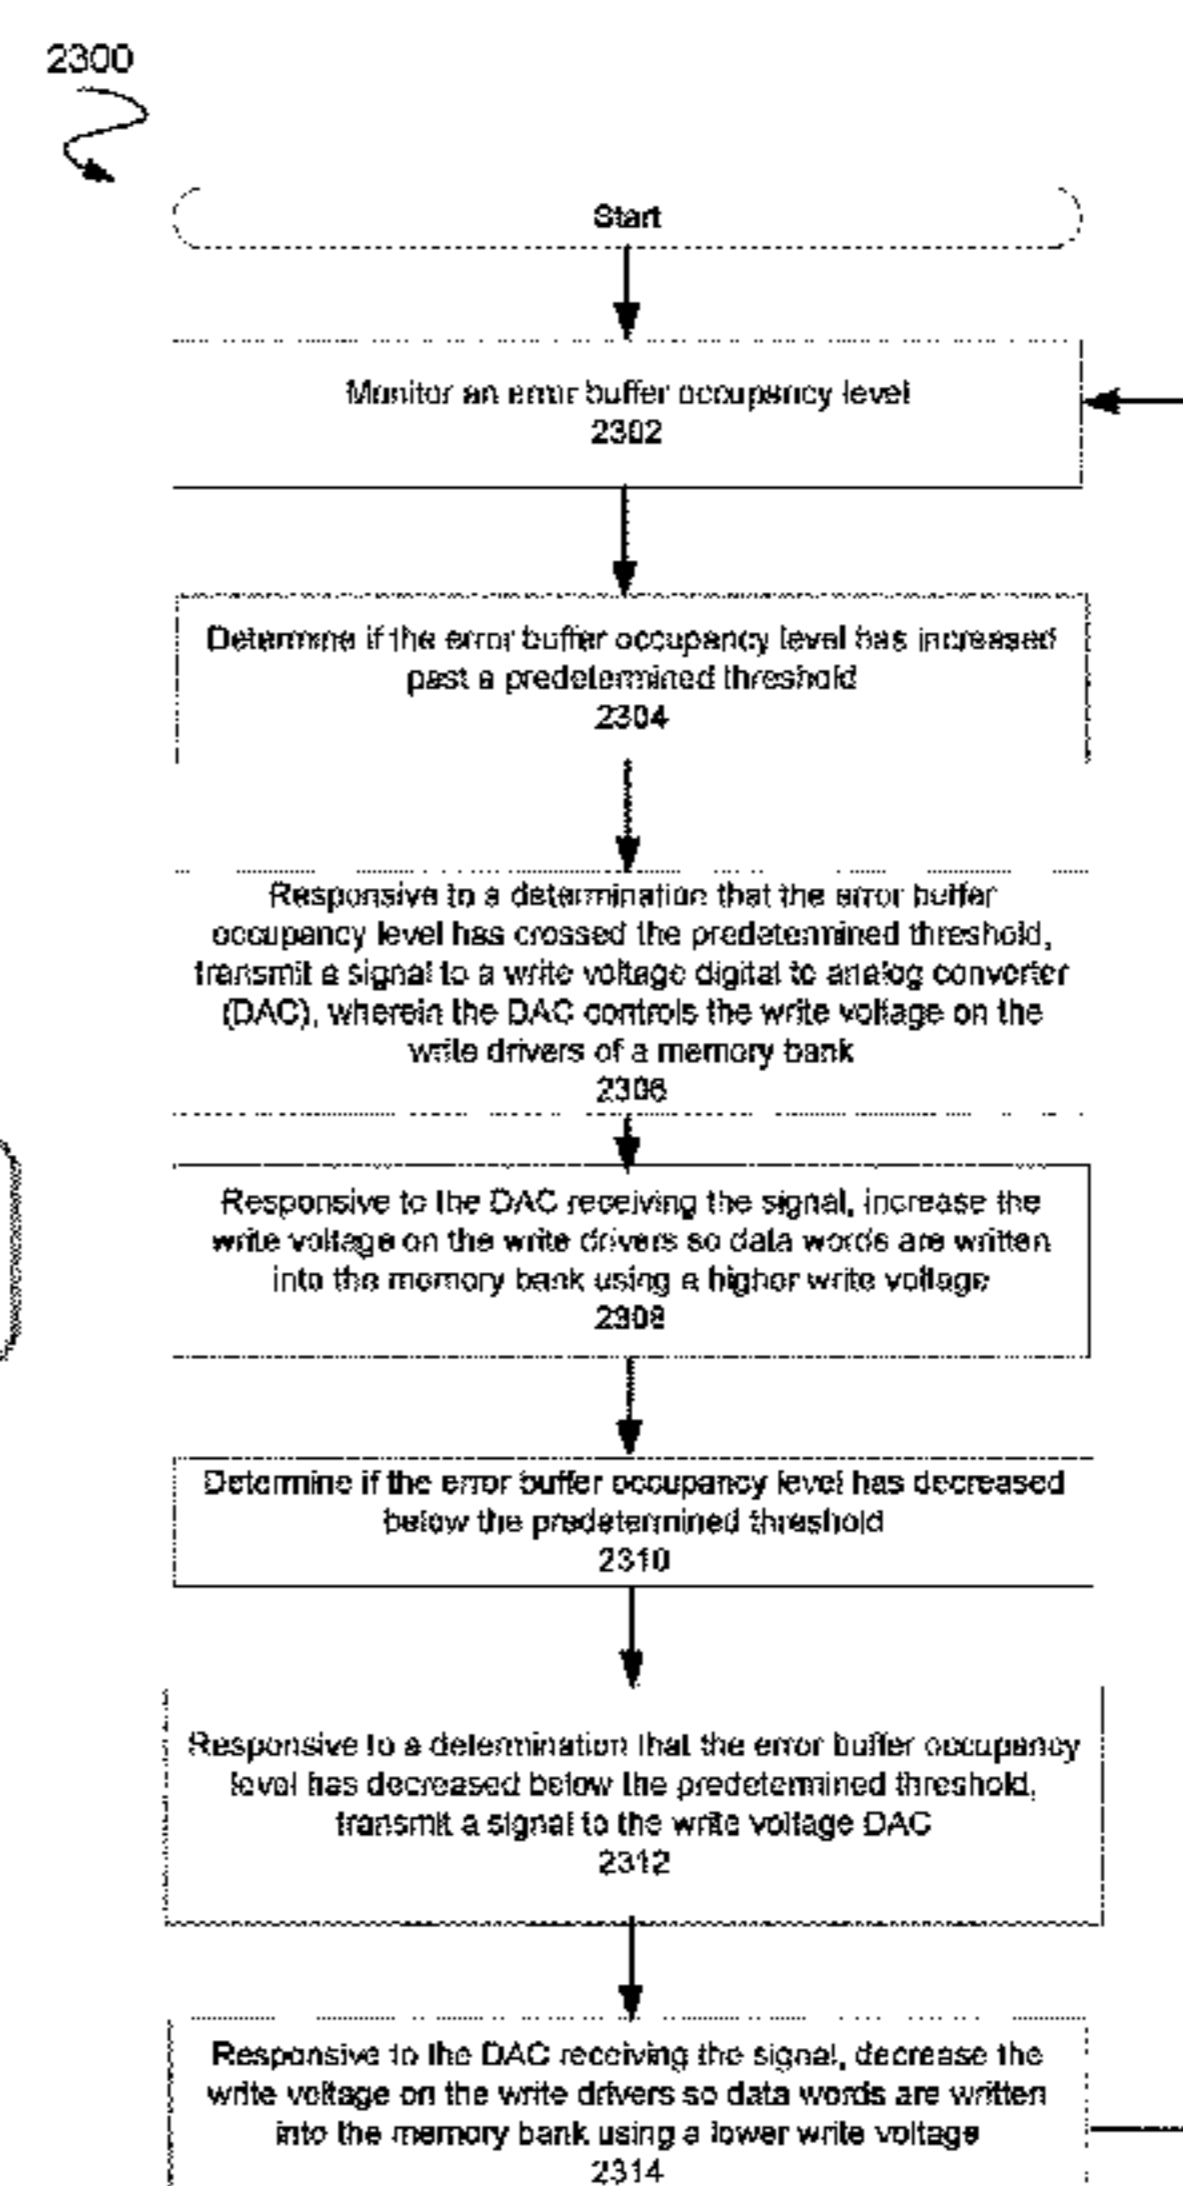 2300
Start
Monitor an error buffer occupancy level
2302
Determine if the error buffer occupancy level has increased
past a predetermined threshold
2304
Responsive to a determination that the error buffer
occupancy level has crossed the predetermined threshold,
transmit a signal to a write voltage digital to analog converter
(DAC), wherein the DAC controls the write voltage on the
write drivers of a memory bank
2306
Responsive to the DAC receiving the signal, increase the
write voltage on the write drivers so data words are written
into the memory bank using a higher write voltage
2308
Determine if the error buffer occupancy level has decreased
below the predetermined threshold
2310
Responsive to a determination that the error buffer occupancy
level has decreased below the predetermined threshold,
transmit a signal to the write voltage DAC
2312
Responsive to the DAC receiving the signal, decrease the
write voltage on the write drivers so data words are written
into the memory bank using a lower write voltage
2314